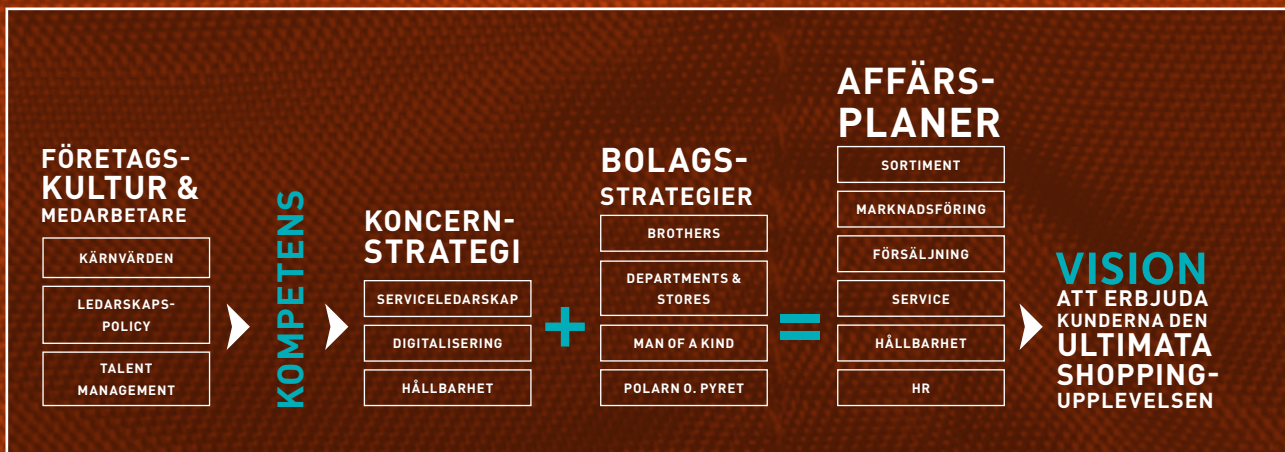 FÖRETAGS-
KULTUR &
MEDARBETARE
KÄRNVÄRDEN
LEDARSKAPS-
POLICY
TALENT
MANAGEMENT
KOMPETENS
KONCERN-
STRATEGI
SERVICELEDARSKAP
DIGITALISERING
HÅLLBARHET
+
BOLAGS-
STRATEGIER
BROTHERS
DEPARTMENTS &
STORES
MAN OF A KIND
POLARN O. PYRET
=
AFFÄRS-
PLANER
SORTIMENT
MARKNADSFÖRING
FÖRSÄLJNING
SERVICE
HÅLLBARHET
HR
VISION
ATT ERBJUDA
KUNDERNA DEN
ULTIMATA
SHOPPING-
UPPLEVELSEN